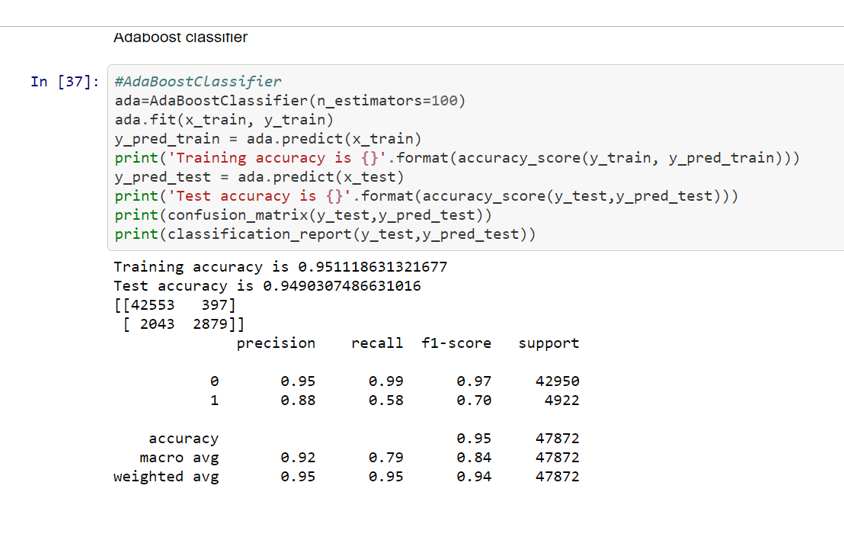 Adaboost classifier
In [37]: #AdaBoostClassifier
ada=AdaBoostClassifier(n_estimators=100)
ada.fit(x_train, y_train)
y_pred_train = ada.predict(x_train)
print('Training accuracy is {}'.format(accuracy_score(y_train, y_pred_train)))
y_pred_test = ada.predict(x_test)
print('Test accuracy is {}'.format(accuracy_score(y_test,y_pred_test)))
print(confusion_matrix(y_test,y_pred_test))
print(classification_report(y_test,y_pred_test))
Training accuracy is 0.951118631321677
Test accuracy is 0.9490307486631016
[[42553 397]
[ 2043 2879]]
precision recall f1-score support
0 0.95 0.99 0.97 42950
1 0.88 0.58 0.70 4922
accuracy 0.95 47872
macro avg 0.92 0.79 0.84 47872
weighted avg 0.95 0.95 0.94 47872